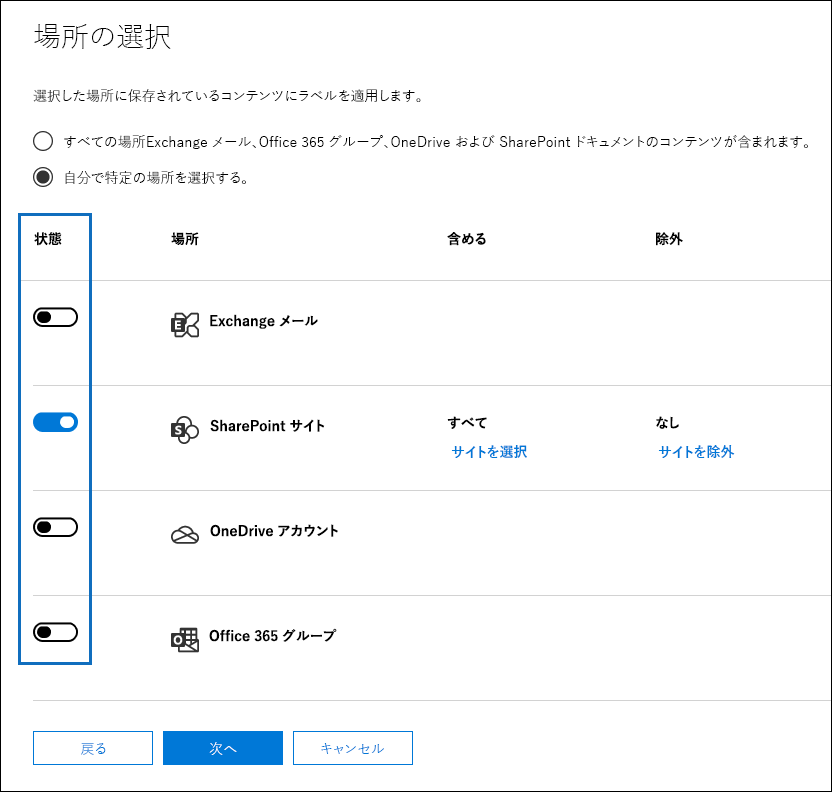 場所の選択
選択した場所に保存されているコンテンツにラベルを適用します。
すべての場所Exchange メール、Office 365 グループ、OneDrive および SharePoint ドキュメントのコンテンツが含まれます。
自分で特定の場所を選択する。
状態 場所 含める 除外
Exchange メール
SharePoint サイト すべて なし
サイトを選択 サイトを除外
OneDrive アカウント
Office 365 グループ
戻る 次へ キャンセル